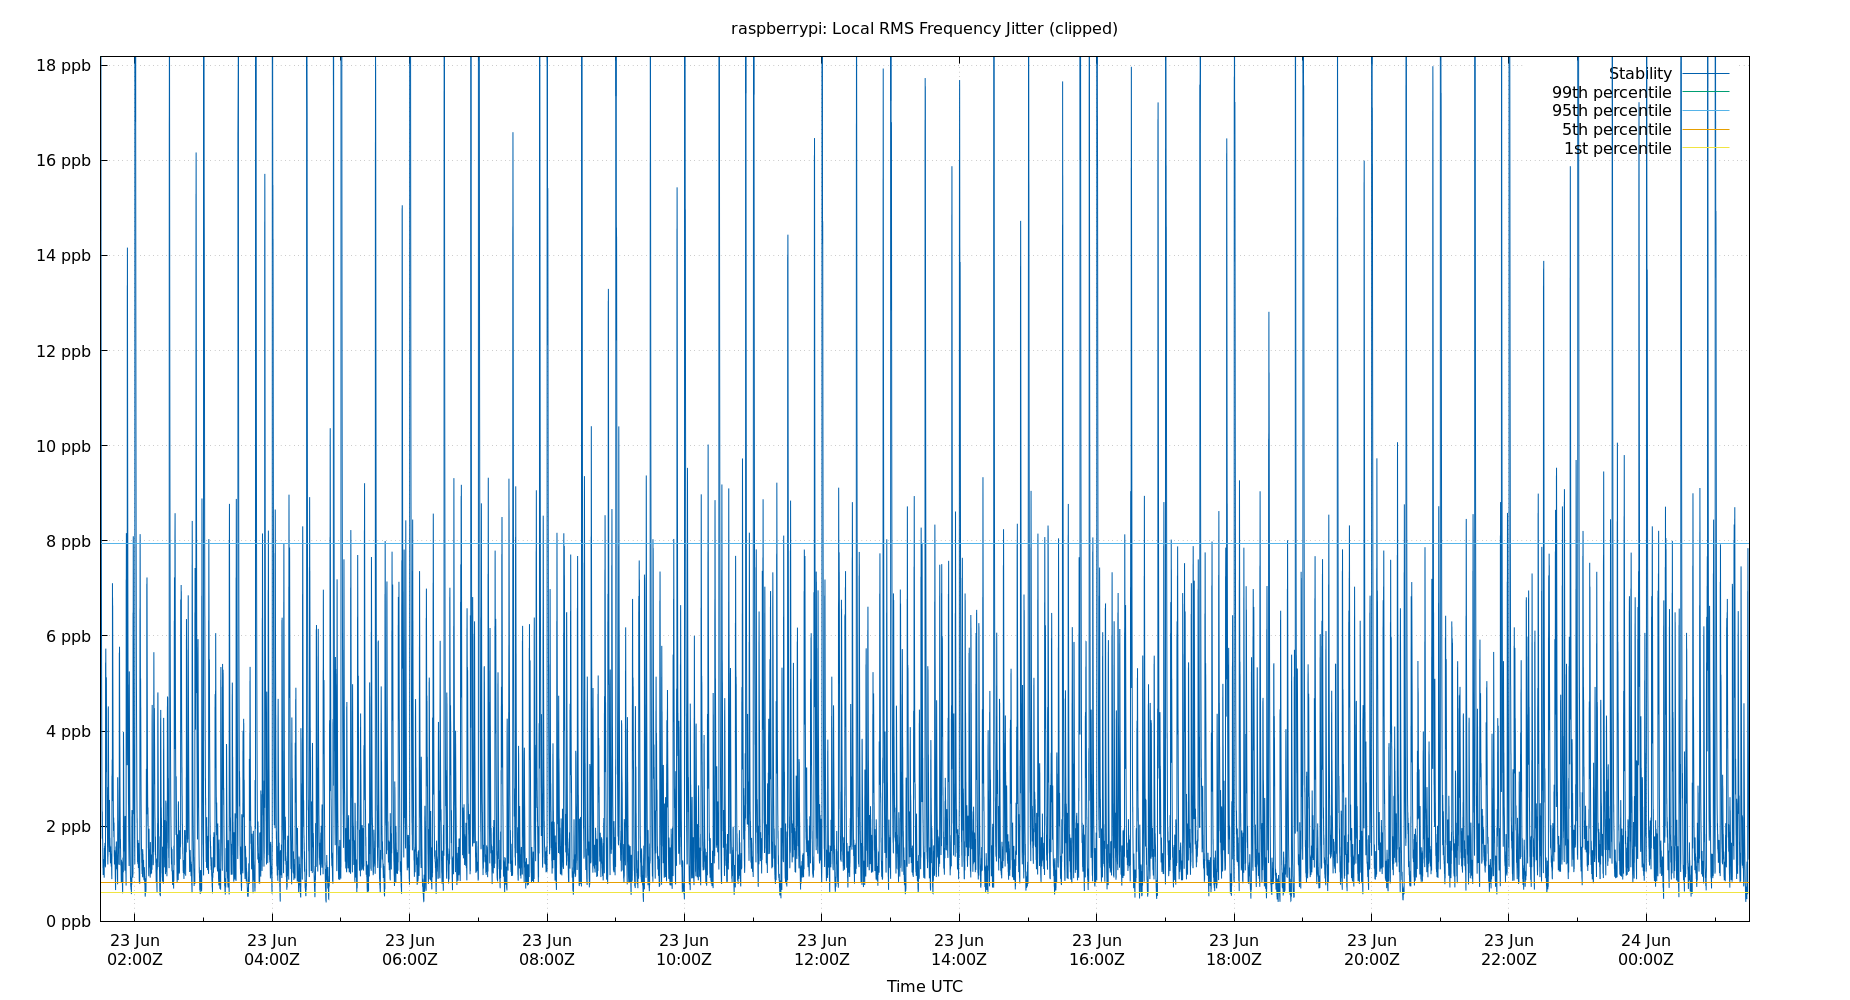 raspberrypi: Local RMS Frequency Jitter (clipped)
18 ppb
16 ppb
14 ppb
12 ppb
10 ppb
8 ppb
6 ppb
4 ppb
2 ppb
0 ppb
Stability
99th percentile
95th percentile
5th percentile
1st percentile
23 Jun 23 Jun 23 Jun 23 Jun 23 Jun 23 Jun 23 Jun 23 Jun 23 Jun 23 Jun 23 Jun 24 Jun
02:00Z 04:00Z 06:00Z 08:00Z 10:00Z 12:00Z 14:00Z 16:00Z 18:00Z 20:00Z 22:00Z 00:00Z
Time UTC